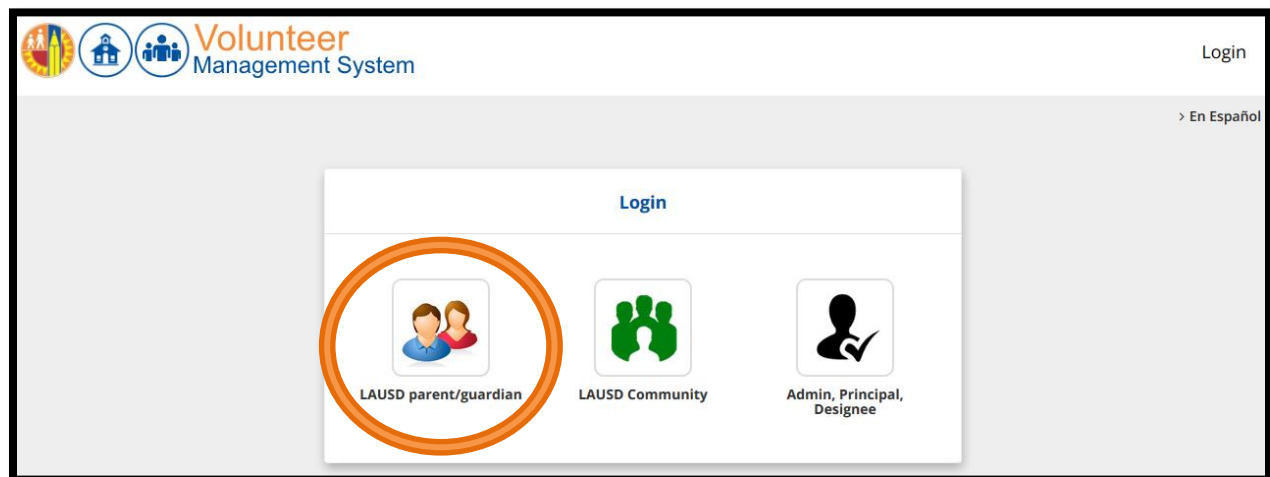 Volunteer
Management System
Login
> En Español
Login
LAUSD parent/guardian
LAUSD Community
Admin, Principal,
Designee